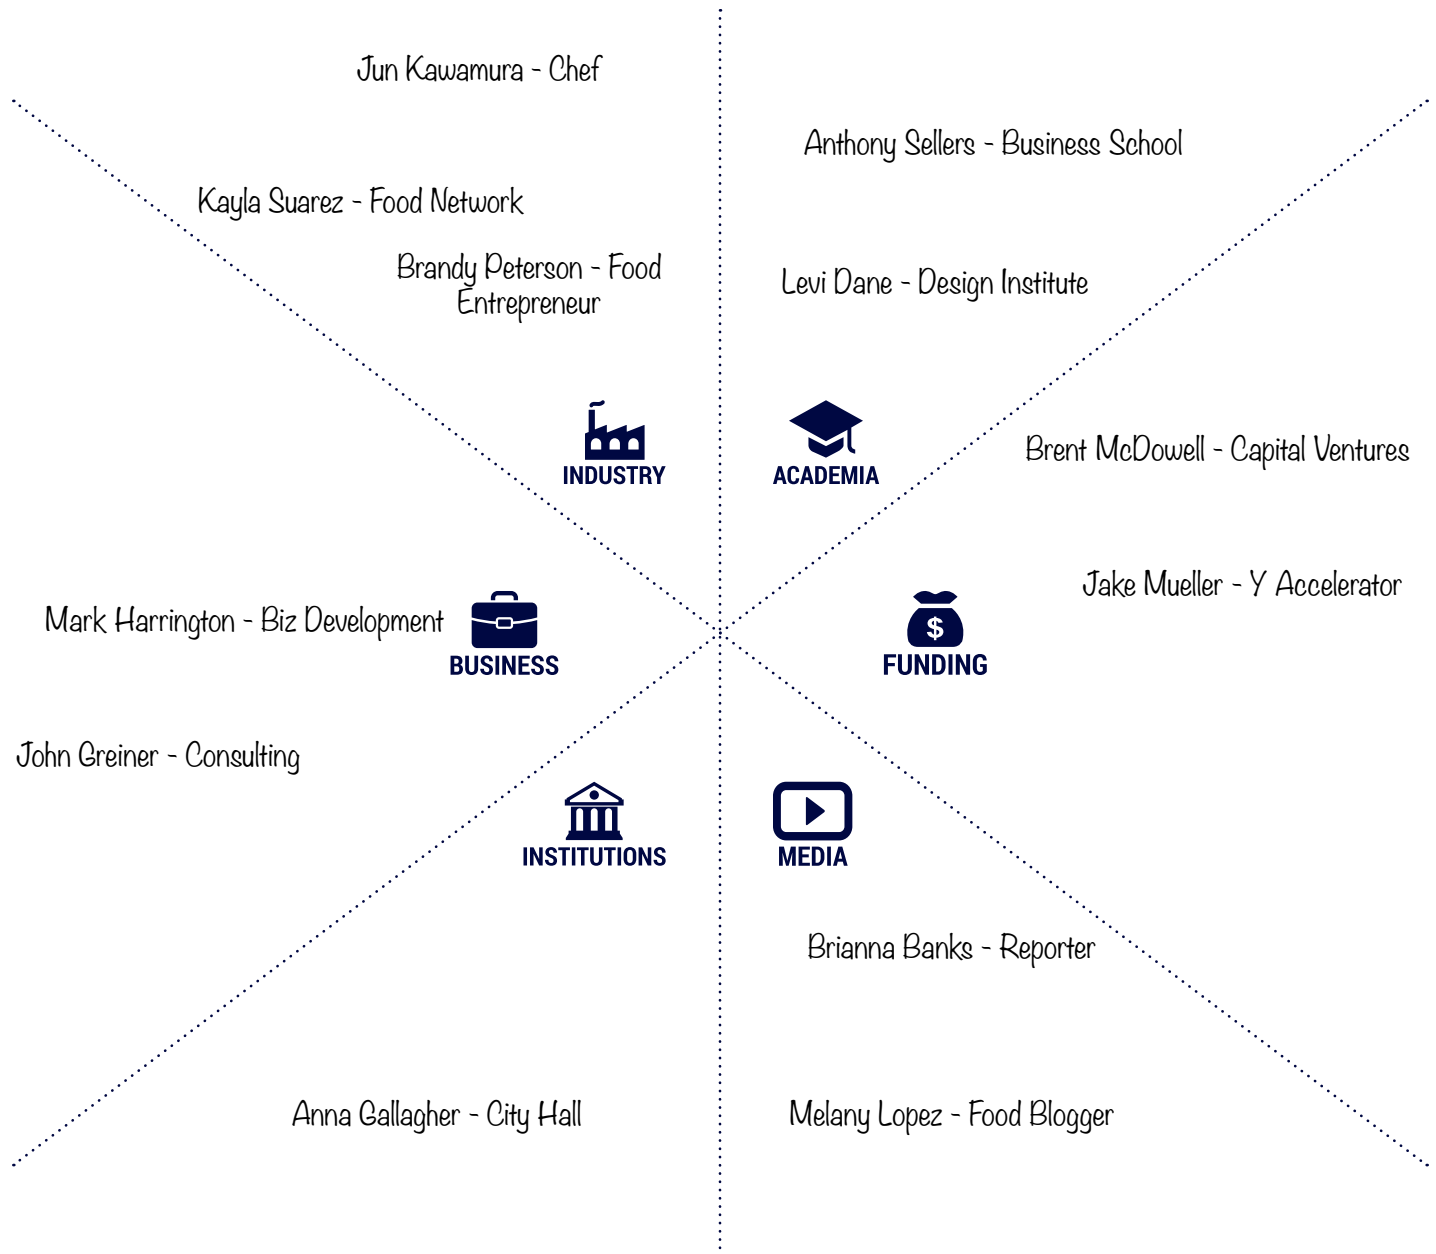 Jun Kawamura - Chef
Anthony Sellers - Business School
Kayla Suarez - Food Network
Brandy Peterson - Food
Entrepreneur
Levi Dane - Design Institute
INDUSTRY
ACADEMIA
Brent McDowell - Capital Ventures
Jake Mueller - Y Accelerator
Mark Harrington - Biz Development
$
BUSINESS
FUNDING
John Greiner - Consulting
INSTITUTIONS
MEDIA
Brianna Banks - Reporter
Anna Gallagher - City Hall
Melany Lopez - Food Blogger